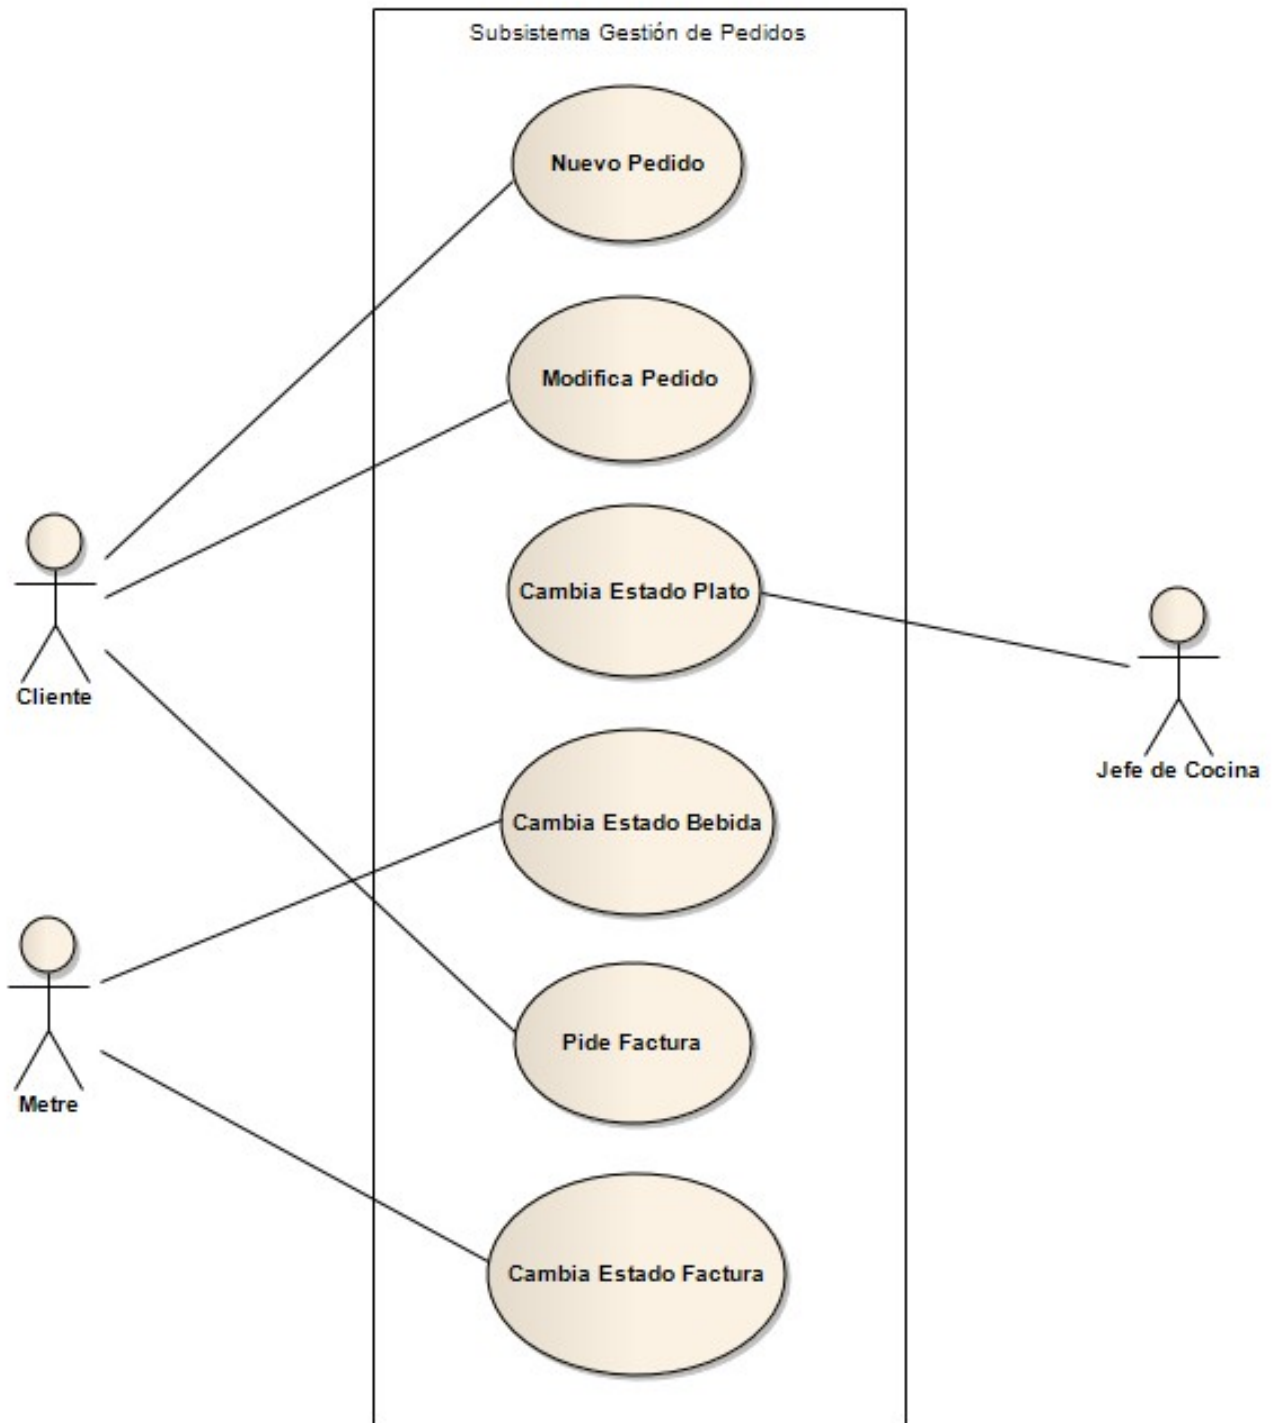 Subsistema Gestión de Pedidos
Nuevo Pedido
Modifica Pedido
Cambia Estado Plato
Cliente
Jefe de Cocina
Cambia Estado Bebida
Pide Factura
Metre
Cambia Estado Factura